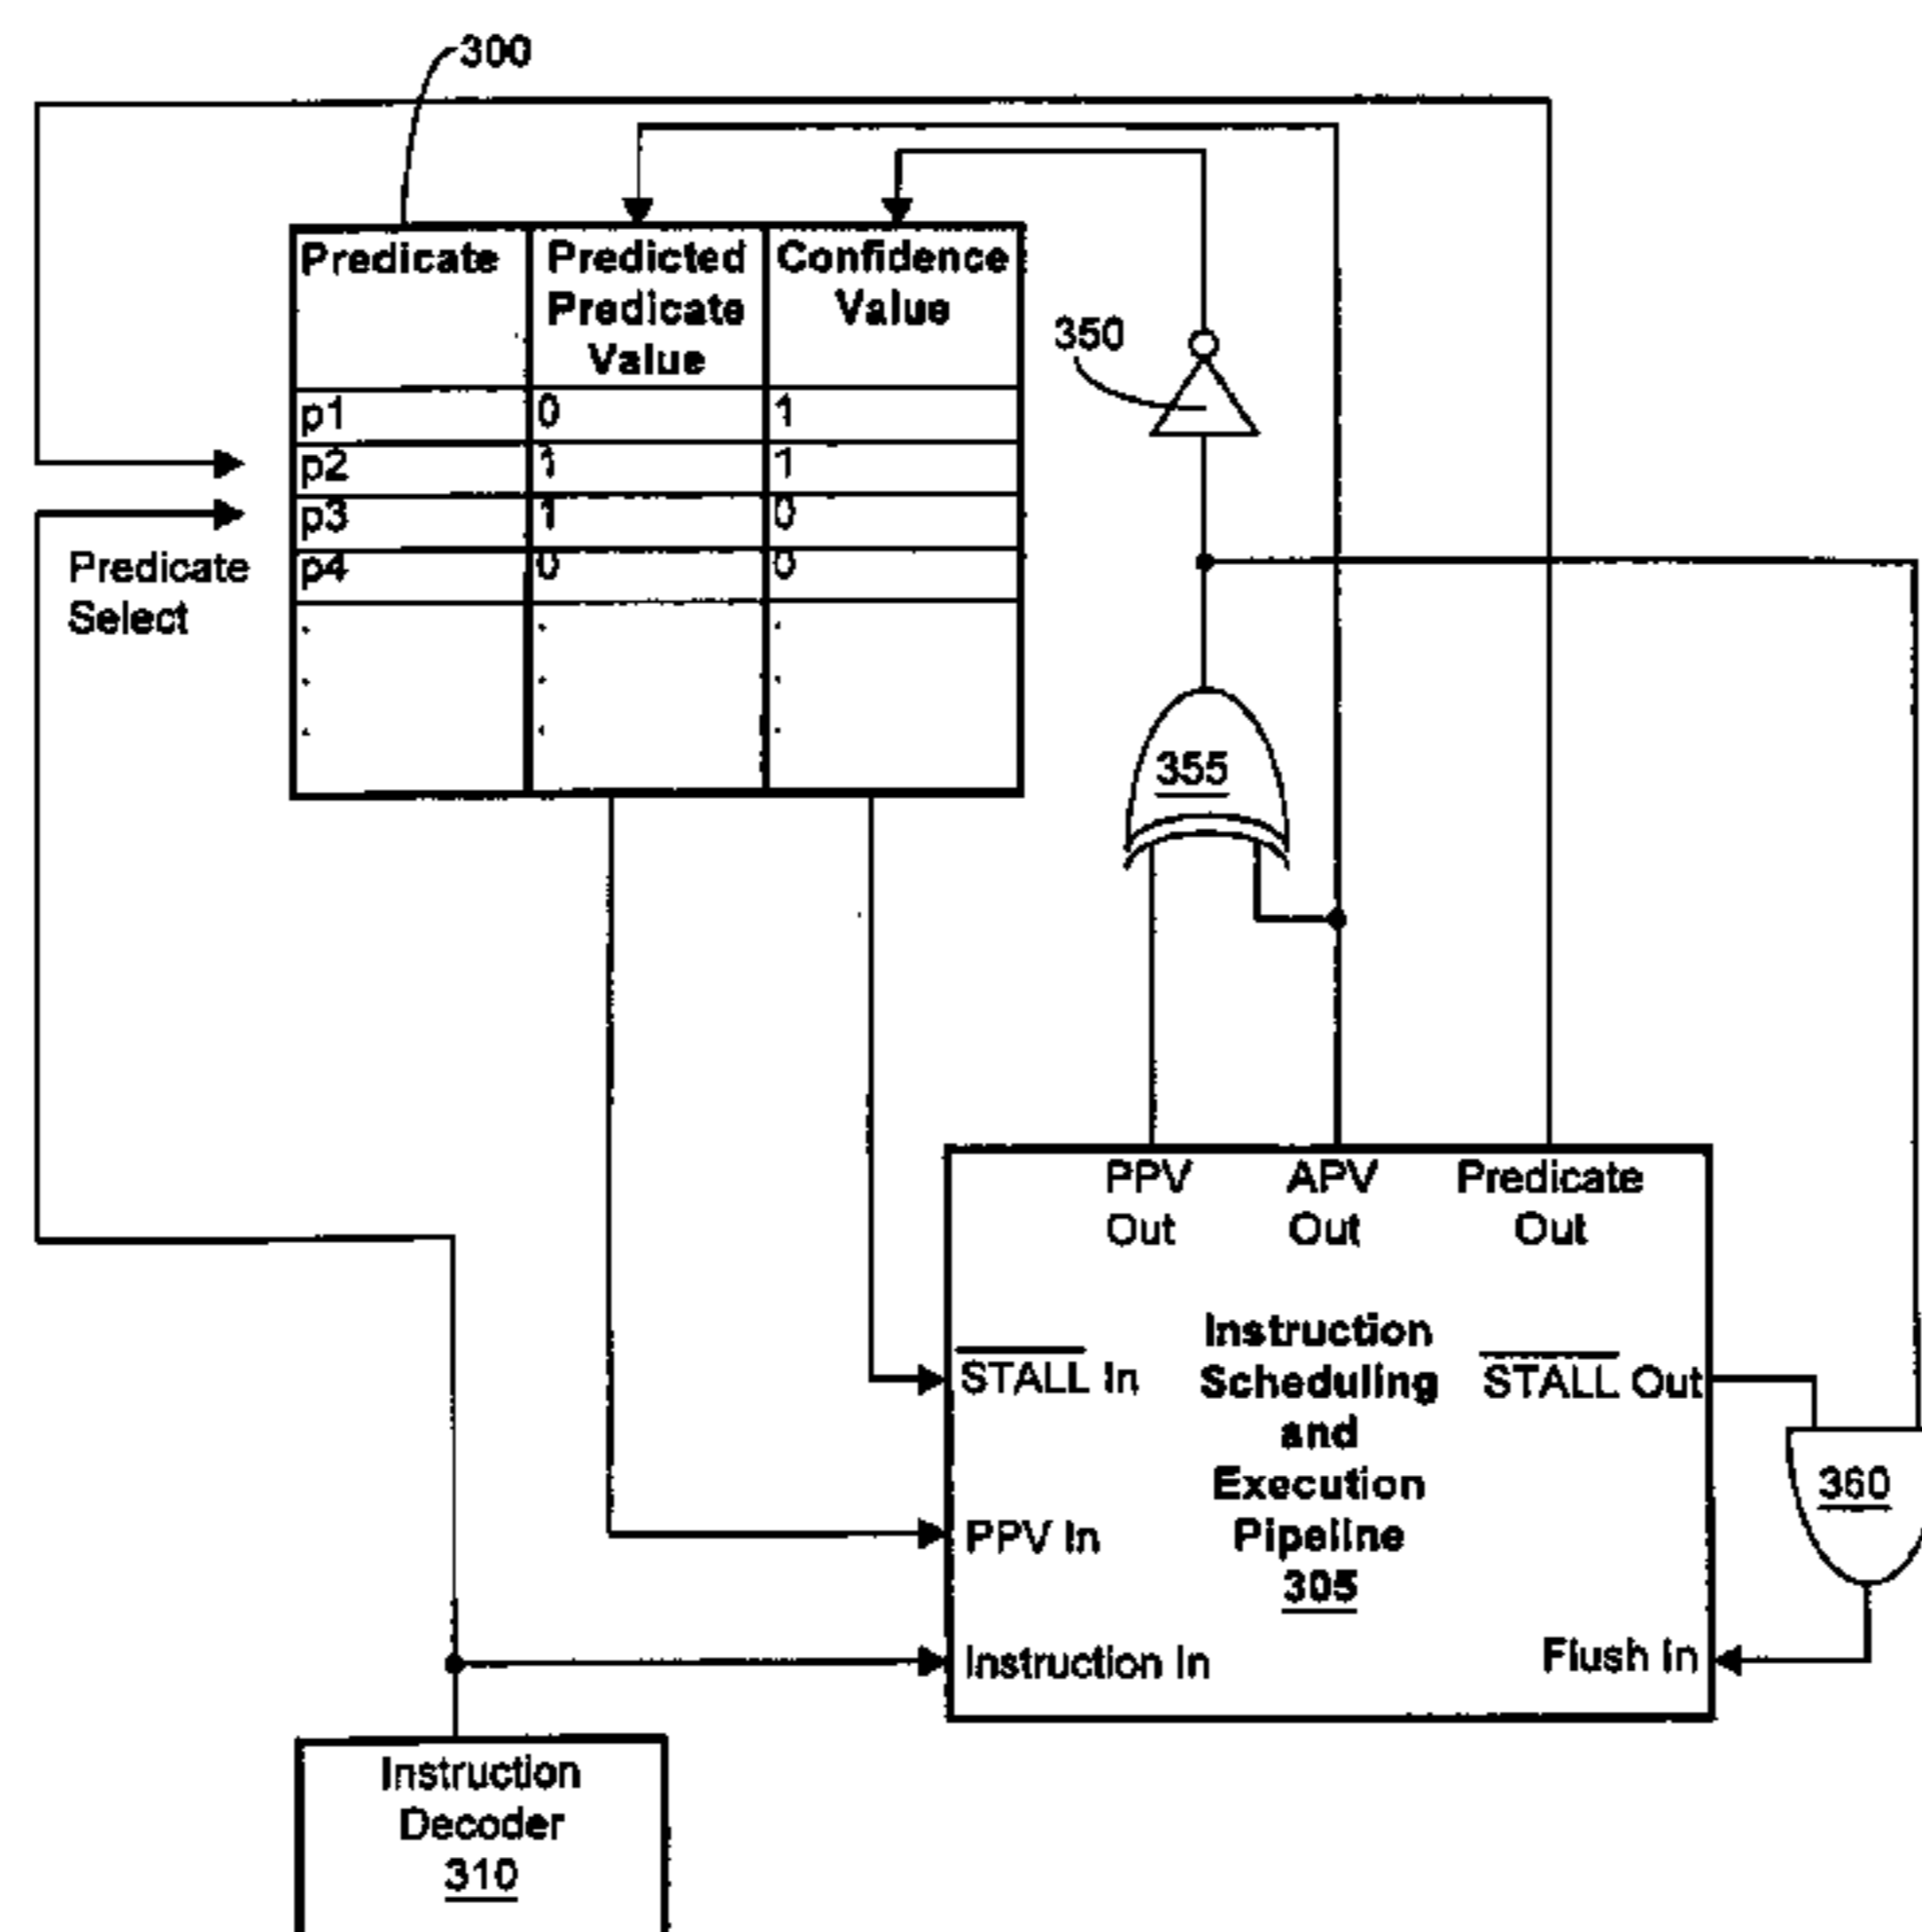 300
Predicate
Predicted
Predicate
Value
Confidence
Value
p1 0 1
p2 1 1
p3 1 0
p4 0 0
. . .
. . .
. . .
Predicate
Select
350
355
PPV
Out
APV
Out
Predicate
Out
STALL In
PPV In
Instruction In
Instruction
Scheduling
and
Execution
Pipeline
305
STALL Out
Flush In
360
Instruction
Decoder
310